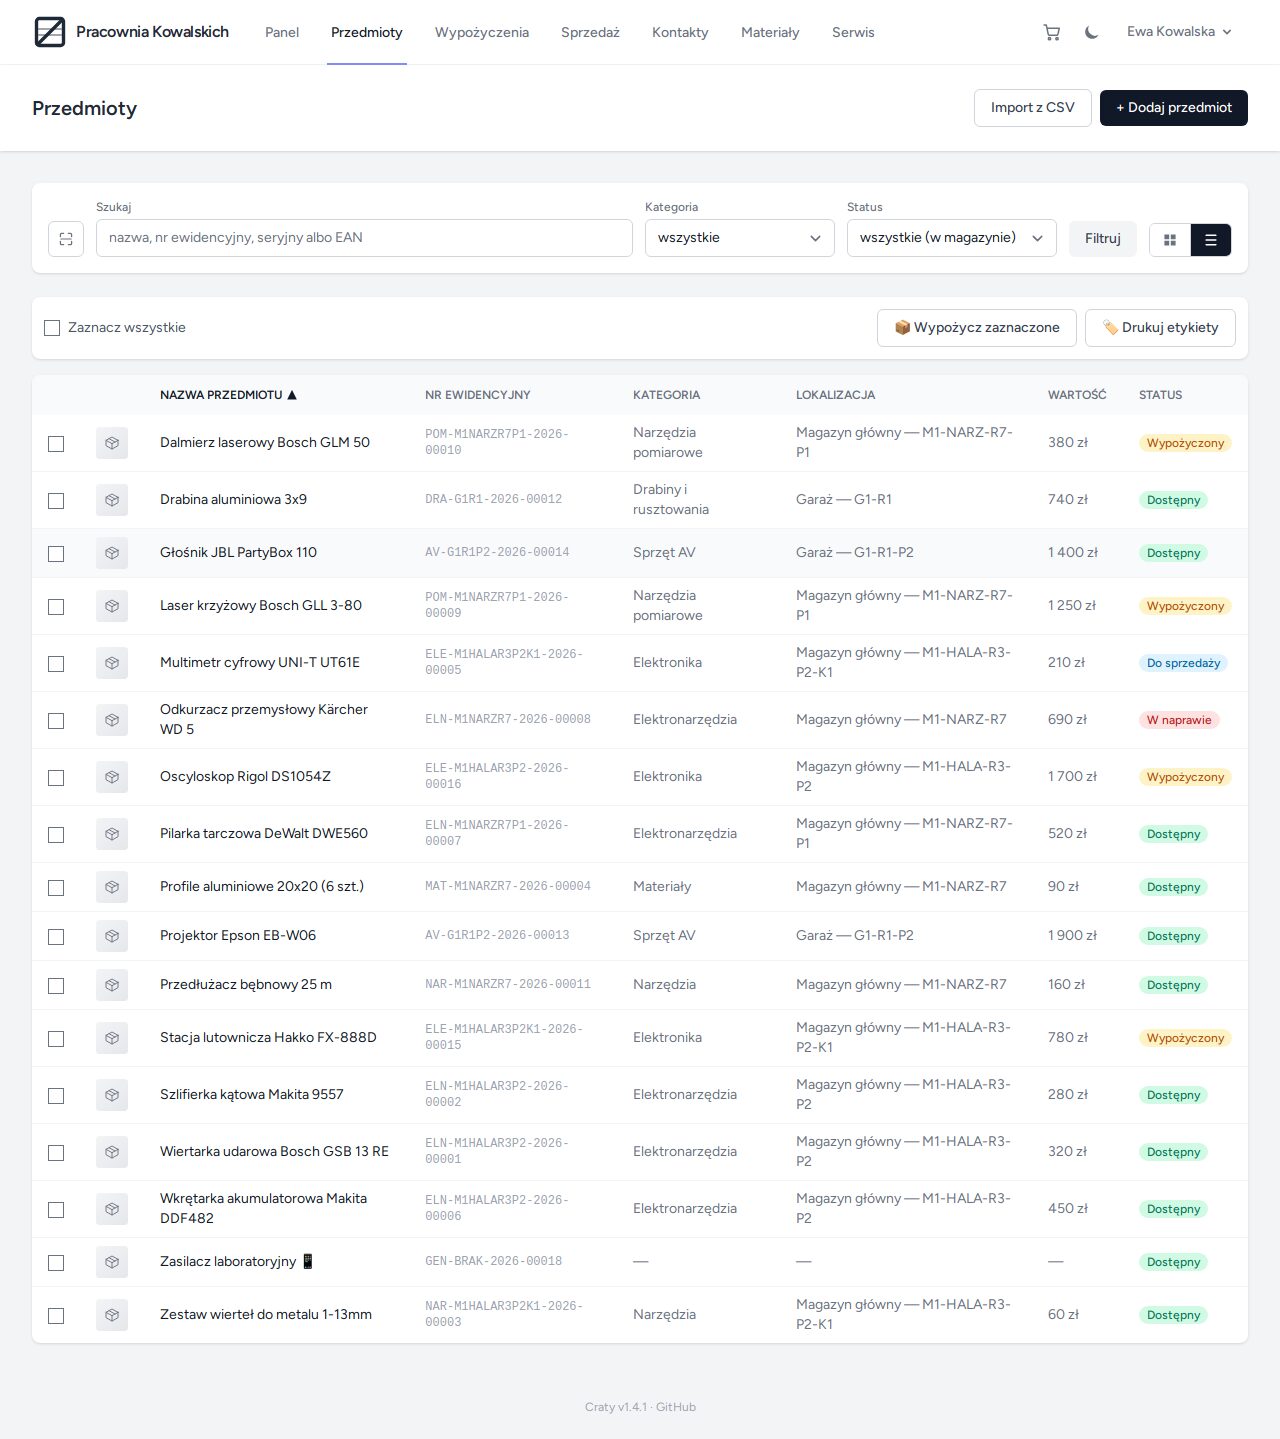 Pracownia Kowalskich Panel Przedmioty Wypożyczenia Sprzedaż Kontakty Materiały Serwis Ewa Kowalska
Przedmioty Import z CSV + Dodaj przedmiot
Szukaj Kategoria Status
nazwa, nr ewidencyjny, seryjny albo EAN wszystkie wszystkie (w magazynie) Filtruj
Zaznacz wszystkie 📦 Wypożycz zaznaczone 🏷️ Drukuj etykiety
NAZWA PRZEDMIOTU ▲ NR EWIDENCYJNY KATEGORIA LOKALIZACJA WARTOŚĆ STATUS
Dalmierz laserowy Bosch GLM 50 POM-M1NARZR7P1-2026- Narzędzia Magazyn główny — M1-NARZ-R7- 380 zł Wypożyczony
00010 pomiarowe P1
Drabina aluminiowa 3x9 DRA-G1R1-2026-00012 Drabiny i Garaż — G1-R1 740 zł Dostępny
rusztowania
Głośnik JBL PartyBox 110 AV-G1R1P2-2026-00014 Sprzęt AV Garaż — G1-R1-P2 1 400 zł Dostępny
Laser krzyżowy Bosch GLL 3-80 POM-M1NARZR7P1-2026- Narzędzia Magazyn główny — M1-NARZ-R7- 1 250 zł Wypożyczony
00009 pomiarowe P1
Multimetr cyfrowy UNI-T UT61E ELE-M1HALAR3P2K1-2026- Elektronika Magazyn główny — M1-HALA-R3- 210 zł Do sprzedaży
00005 P2-K1
Odkurzacz przemysłowy Kärcher ELN-M1NARZR7-2026-00008 Elektronarzędzia Magazyn główny — M1-NARZ-R7 690 zł W naprawie
WD 5
Oscyloskop Rigol DS1054Z ELE-M1HALAR3P2-2026- Elektronika Magazyn główny — M1-HALA-R3- 1 700 zł Wypożyczony
00016 P2
Pilarka tarczowa DeWalt DWE560 ELN-M1NARZR7P1-2026- Elektronarzędzia Magazyn główny — M1-NARZ-R7- 520 zł Dostępny
00007 P1
Profile aluminiowe 20x20 (6 szt.) MAT-M1NARZR7-2026-00004 Materiały Magazyn główny — M1-NARZ-R7 90 zł Dostępny
Projektor Epson EB-W06 AV-G1R1P2-2026-00013 Sprzęt AV Garaż — G1-R1-P2 1 900 zł Dostępny
Przedłużacz bębnowy 25 m NAR-M1NARZR7-2026-00011 Narzędzia Magazyn główny — M1-NARZ-R7 160 zł Dostępny
Stacja lutownicza Hakko FX-888D ELE-M1HALAR3P2K1-2026- Elektronika Magazyn główny — M1-HALA-R3- 780 zł Wypożyczony
00015 P2-K1
Szlifierka kątowa Makita 9557 ELN-M1HALAR3P2-2026- Elektronarzędzia Magazyn główny — M1-HALA-R3- 280 zł Dostępny
00002 P2
Wiertarka udarowa Bosch GSB 13 RE ELN-M1HALAR3P2-2026- Elektronarzędzia Magazyn główny — M1-HALA-R3- 320 zł Dostępny
00001 P2
Wkrętarka akumulatorowa Makita ELN-M1HALAR3P2-2026- Elektronarzędzia Magazyn główny — M1-HALA-R3- 450 zł Dostępny
DDF482 00006 P2
Zasilacz laboratoryjny 📱 GEN-BRAK-2026-00018 — — — Dostępny
Zestaw wierteł do metalu 1-13mm NAR-M1HALAR3P2K1-2026- Narzędzia Magazyn główny — M1-HALA-R3- 60 zł Dostępny
00003 P2-K1
Craty v1.4.1 · GitHub